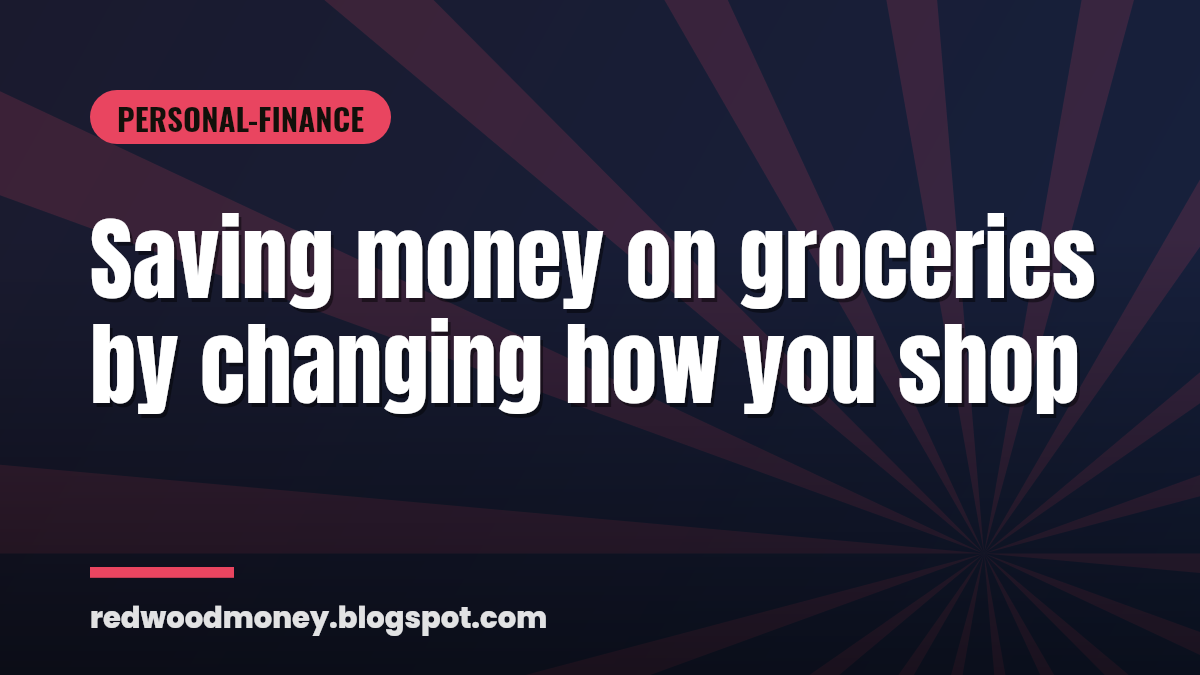 PERSONAL-FINANCE
Saving money on groceries
by changing how you shop
redwoodmoney.blogspot.com